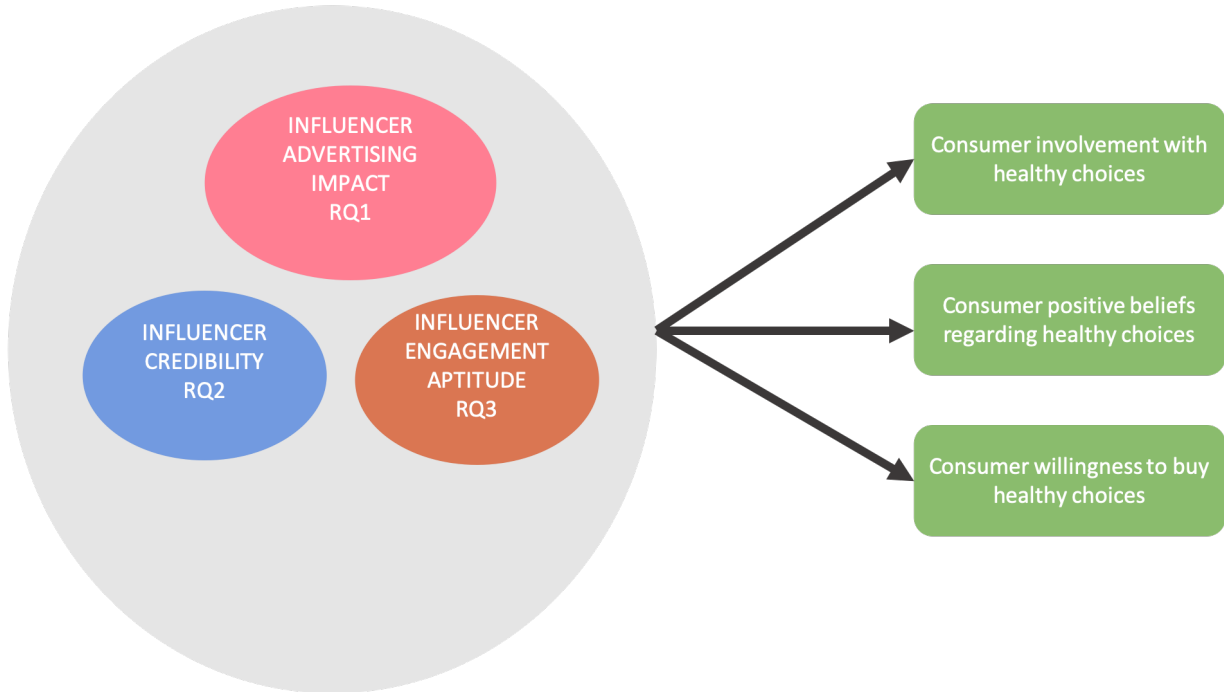 INFLUENCER
ADVERTISING
IMPACT
RQ1
INFLUENCER
CREDIBILITY
RQ2
INFLUENCER
ENGAGEMENT
APTITUDE
RQ3
Consumer involvement with
healthy choices
Consumer positive beliefs
regarding healthy choices
Consumer willingness to buy
healthy choices